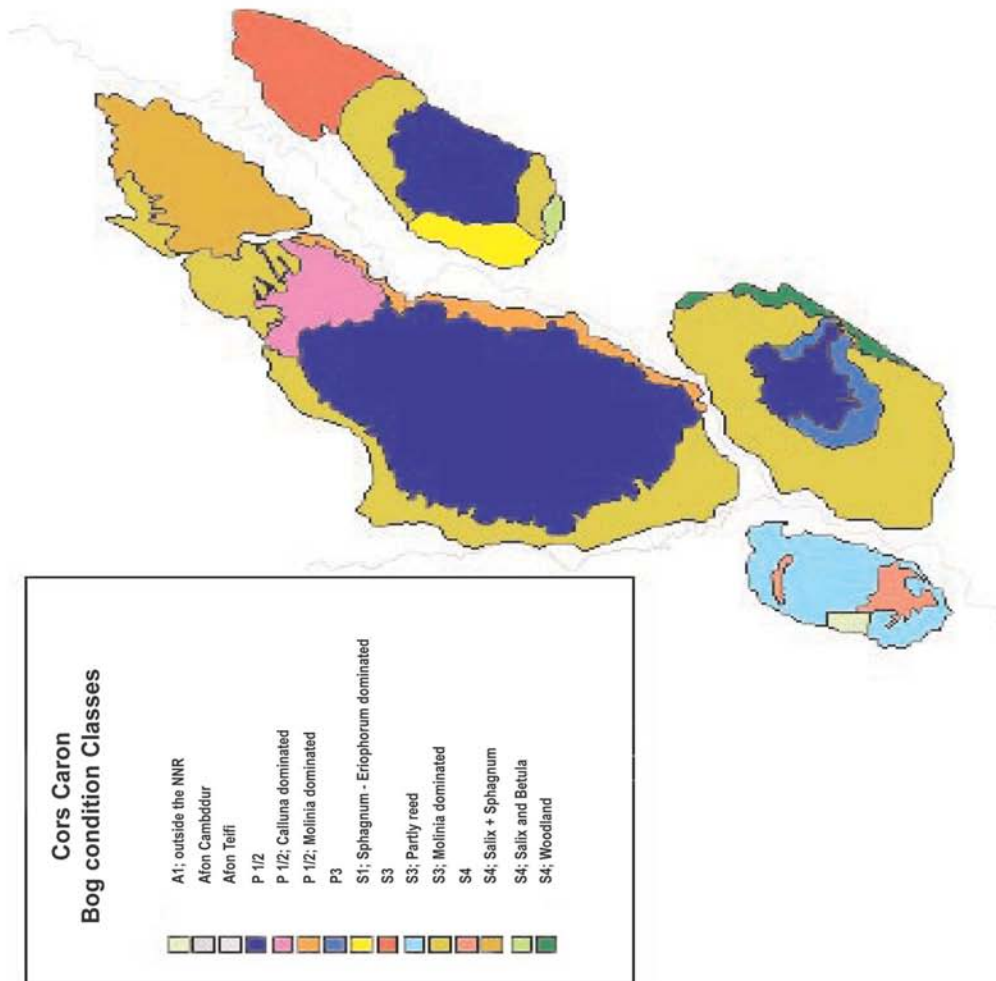 Cors Caron
Bog condition Classes
A1; outside the NNR
Afon Cambddur
Afon Teifi
P 1/2
P 1/2; Calluna dominated
P 1/2; Molinia dominated
P3
S1; Sphagnum - Eriophorum dominated
S3
S3; Partly reed
S3; Molinia dominated
S4
S4; Salix + Sphagnum
S4; Salix and Betula
S4; Woodland